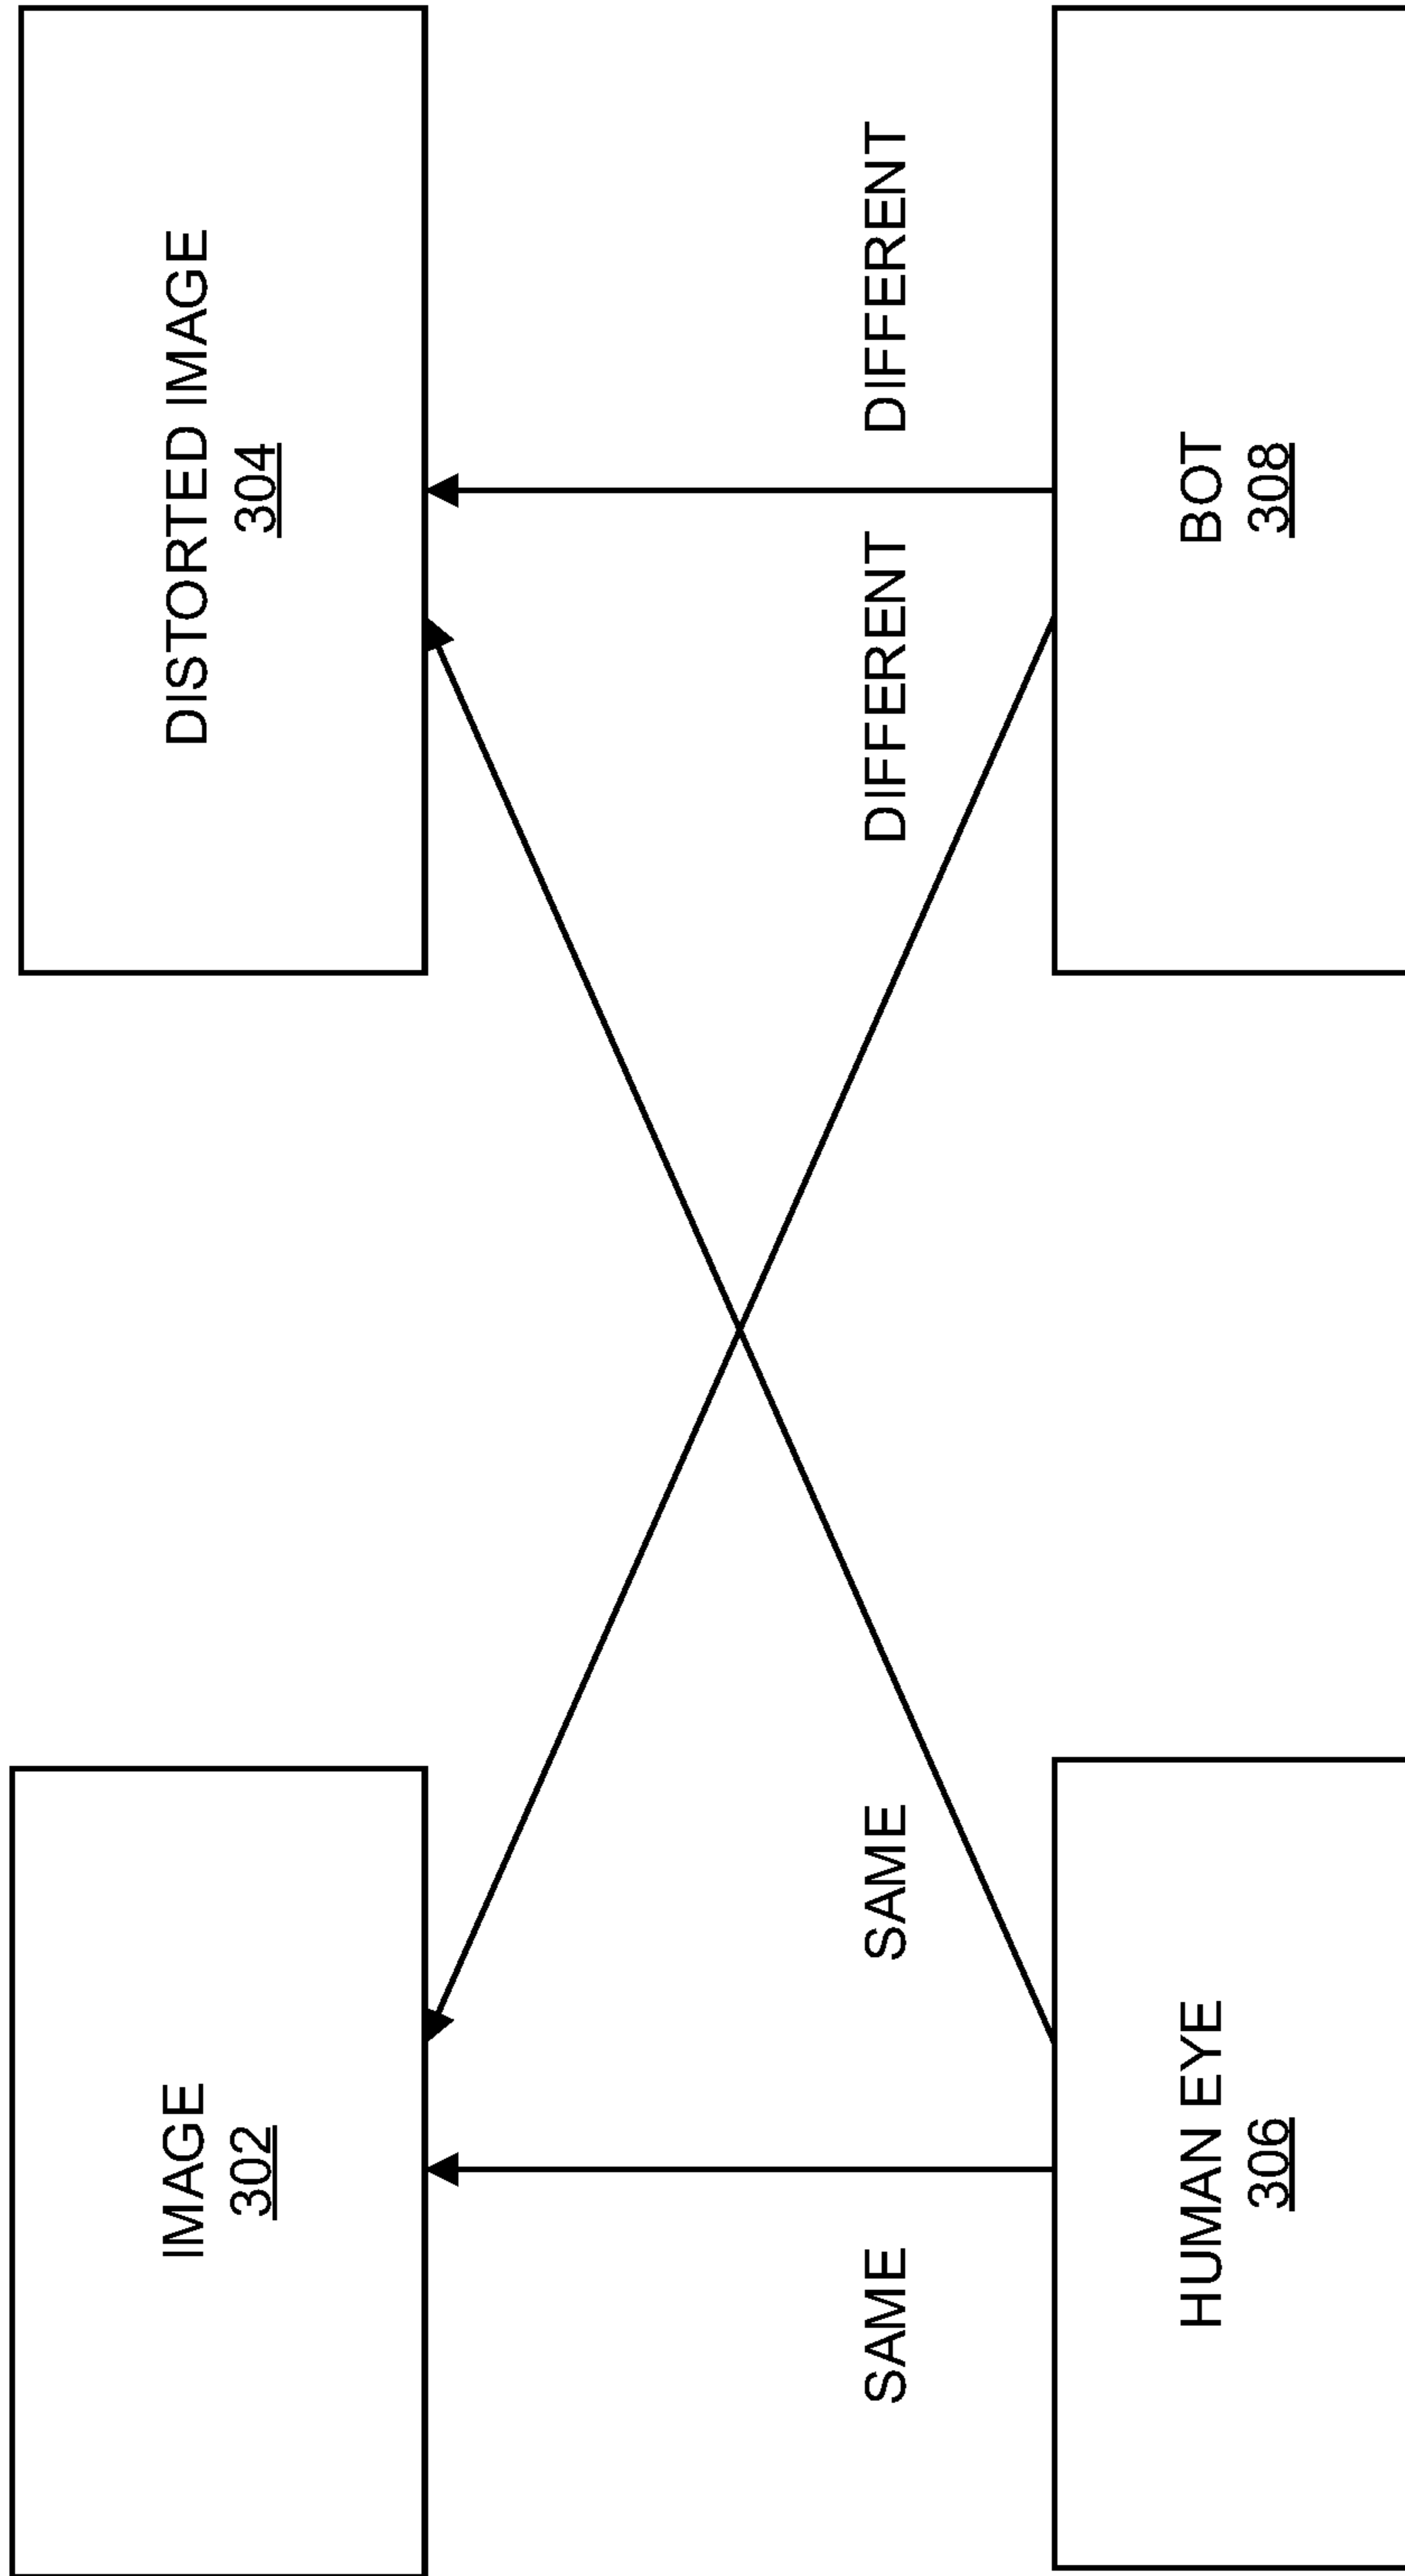 IMAGE
302
DISTORTED IMAGE
304
SAME
SAME
DIFFERENT
DIFFERENT
HUMAN EYE
306
BOT
308